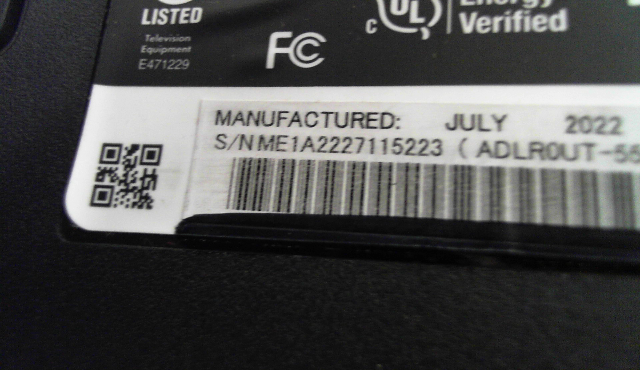 LISTED
Television
Equipment
E471229
FC
c UL
Energy
Verified
MANUFACTURED: JULY 2022
S/N ME1A2227115223 ( ADLR0UT-55